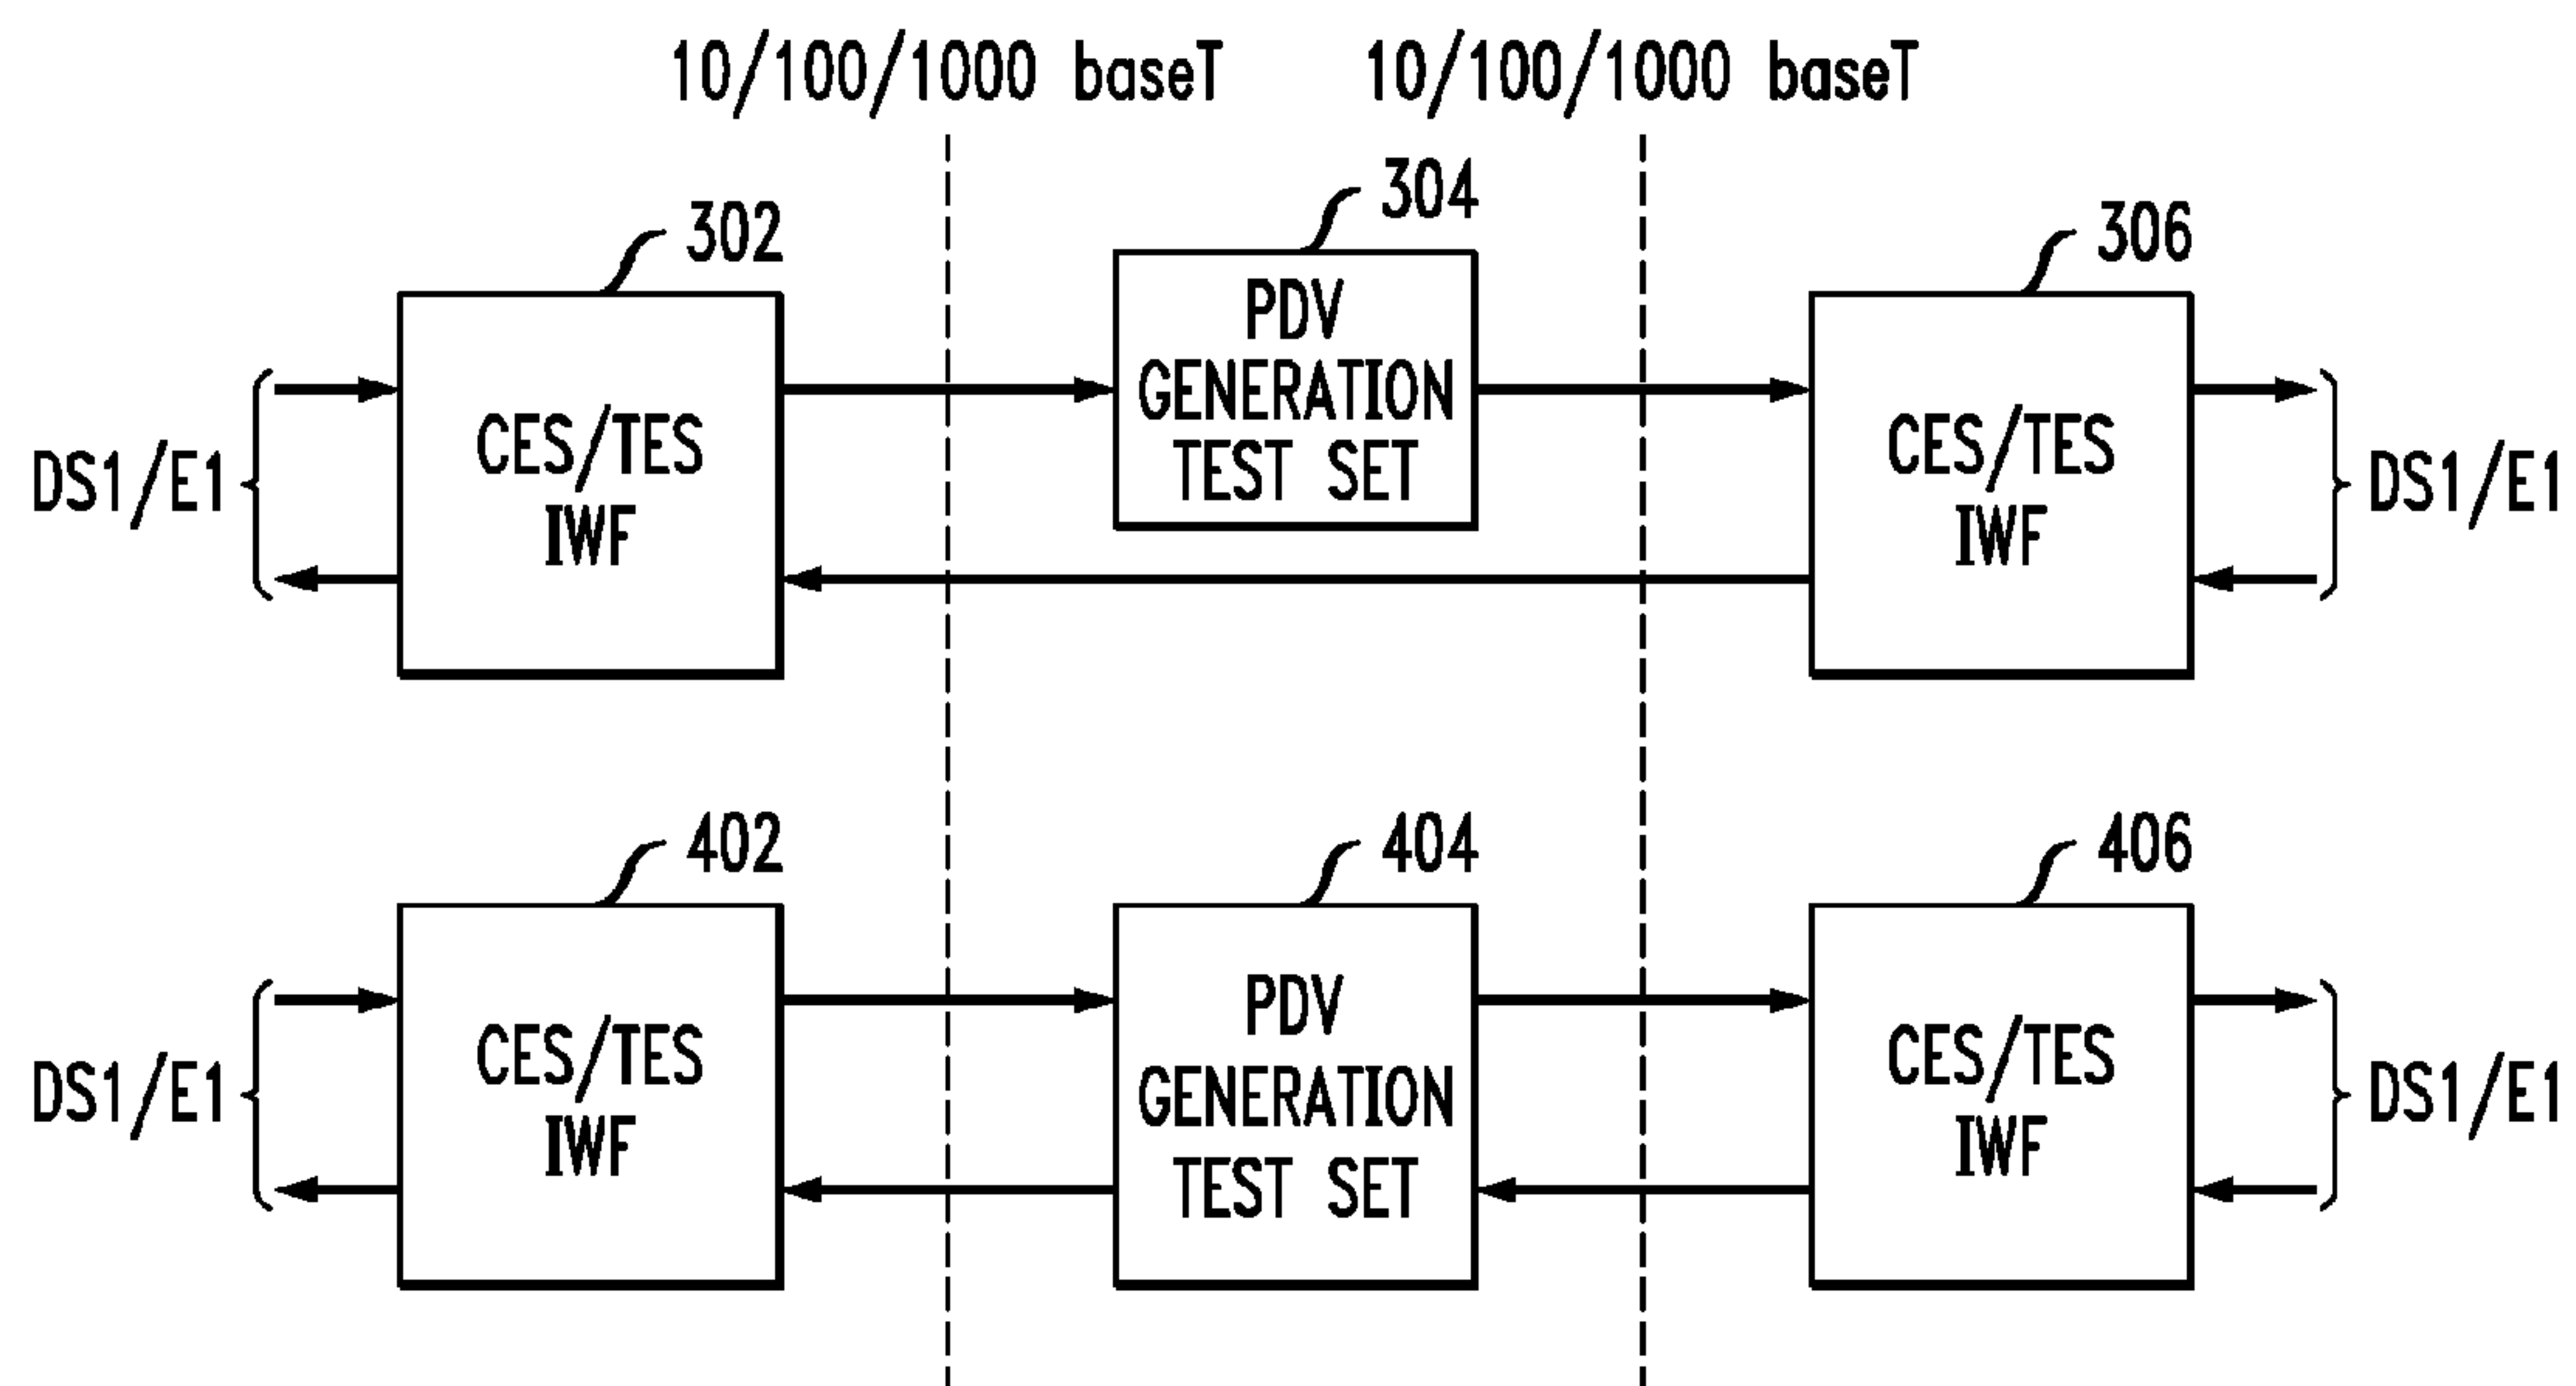 10/100/1000 baseT 10/100/1000 baseT
302
304
306
DS1/E1
CES/TES
IWF
PDV
GENERATION
TEST SET
CES/TES
IWF
DS1/E1
402
404
406
DS1/E1
CES/TES
IWF
PDV
GENERATION
TEST SET
CES/TES
IWF
DS1/E1